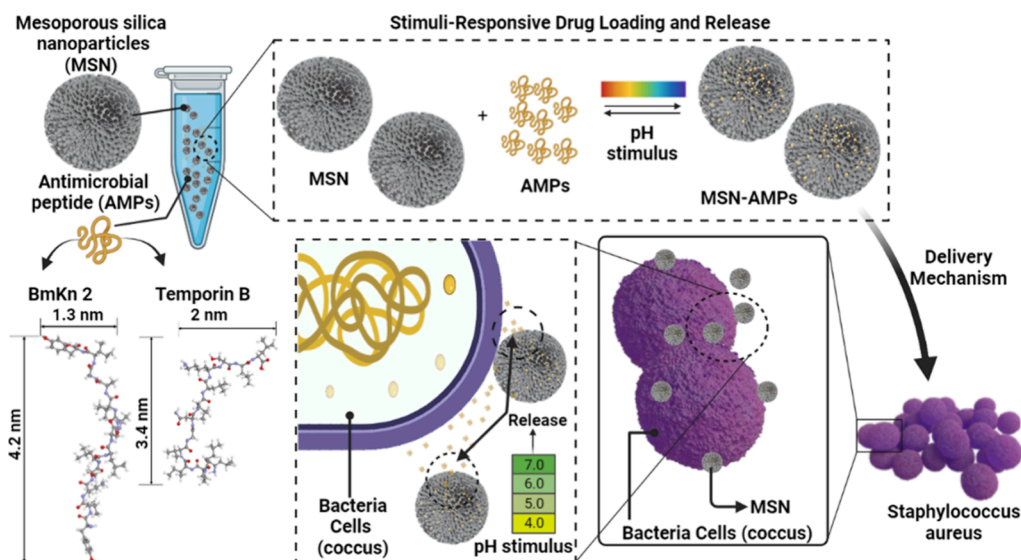 Mesoporous silica
nanoparticles
(MSN)
Antimicrobial
peptide (AMPs)
Stimuli-Responsive Drug Loading and Release
MSN
+
AMPs
pH
stimulus
MSN-AMPs
Delivery
Mechanism
BmKn 2
1.3 nm
4.2 nm
Temporin B
2 nm
3.4 nm
Bacteria
Cells (coccus)
Release
7.0
6.0
5.0
4.0
pH stimulus
MSN
Bacteria Cells (coccus)
Staphylococcus
aureus